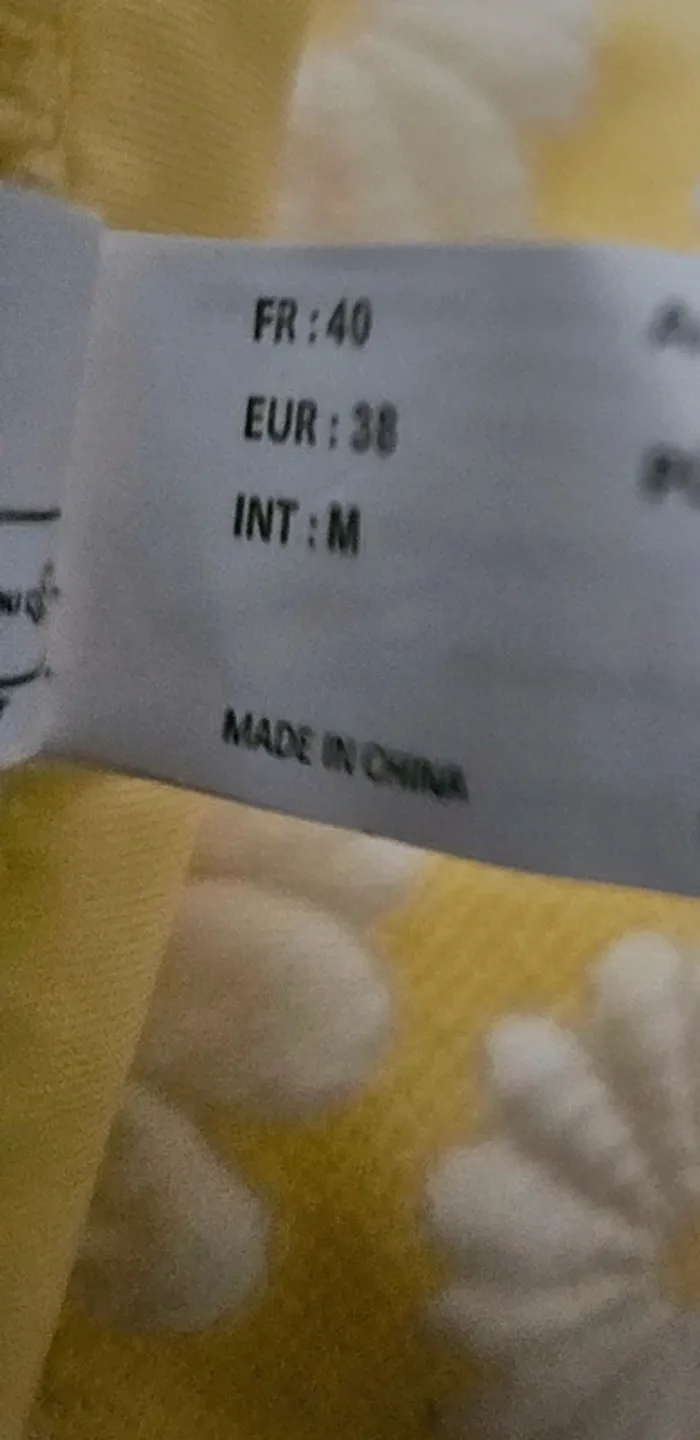 FR : 40
EUR : 38
INT : M
MADE IN CHINA